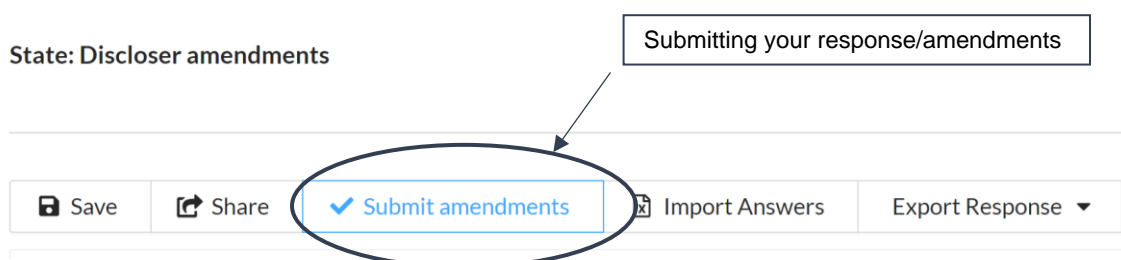 Submitting your response/amendments
State: Discloser amendments
Save Share Submit amendments Import Answers Export Response